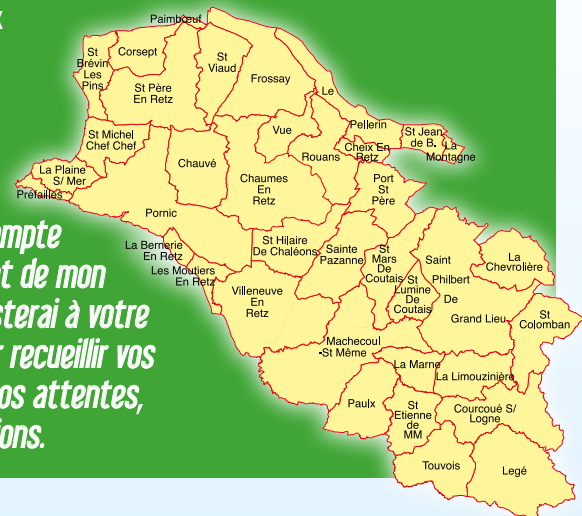 Paimbœuf
St
Brévin
Les
Pins
Corsept
St
Viaud
Frossay
St Père
En Retz
Le
Pellerin
St Michel
Chef Chef
Vue
Rouans
Cheix En
Retz
St Jean
de B.
La
Montagne
La Plaine
S/ Mer
Préfailles
Chauvé
Chaumes
En
Retz
Port
St
Père
Pornic
La Bernerie
En Retz
Les Moutiers
En Retz
St Hilaire
De Chaléons
Sainte
Pazanne
St
Mars
De
Coutais
St
Lumine
De
Coutais
Saint
Philbert
De
Grand Lieu
La
Chevrolière
St
Colomban
Villeneuve
En
Retz
Machecoul
-St Même
La Marne
La Limouzinière
Paulx
St
Etienne
de
MM
Courcoué S/
Logne
Touvois
Legé
et de mon
à votre
recueillir vos
attentes,